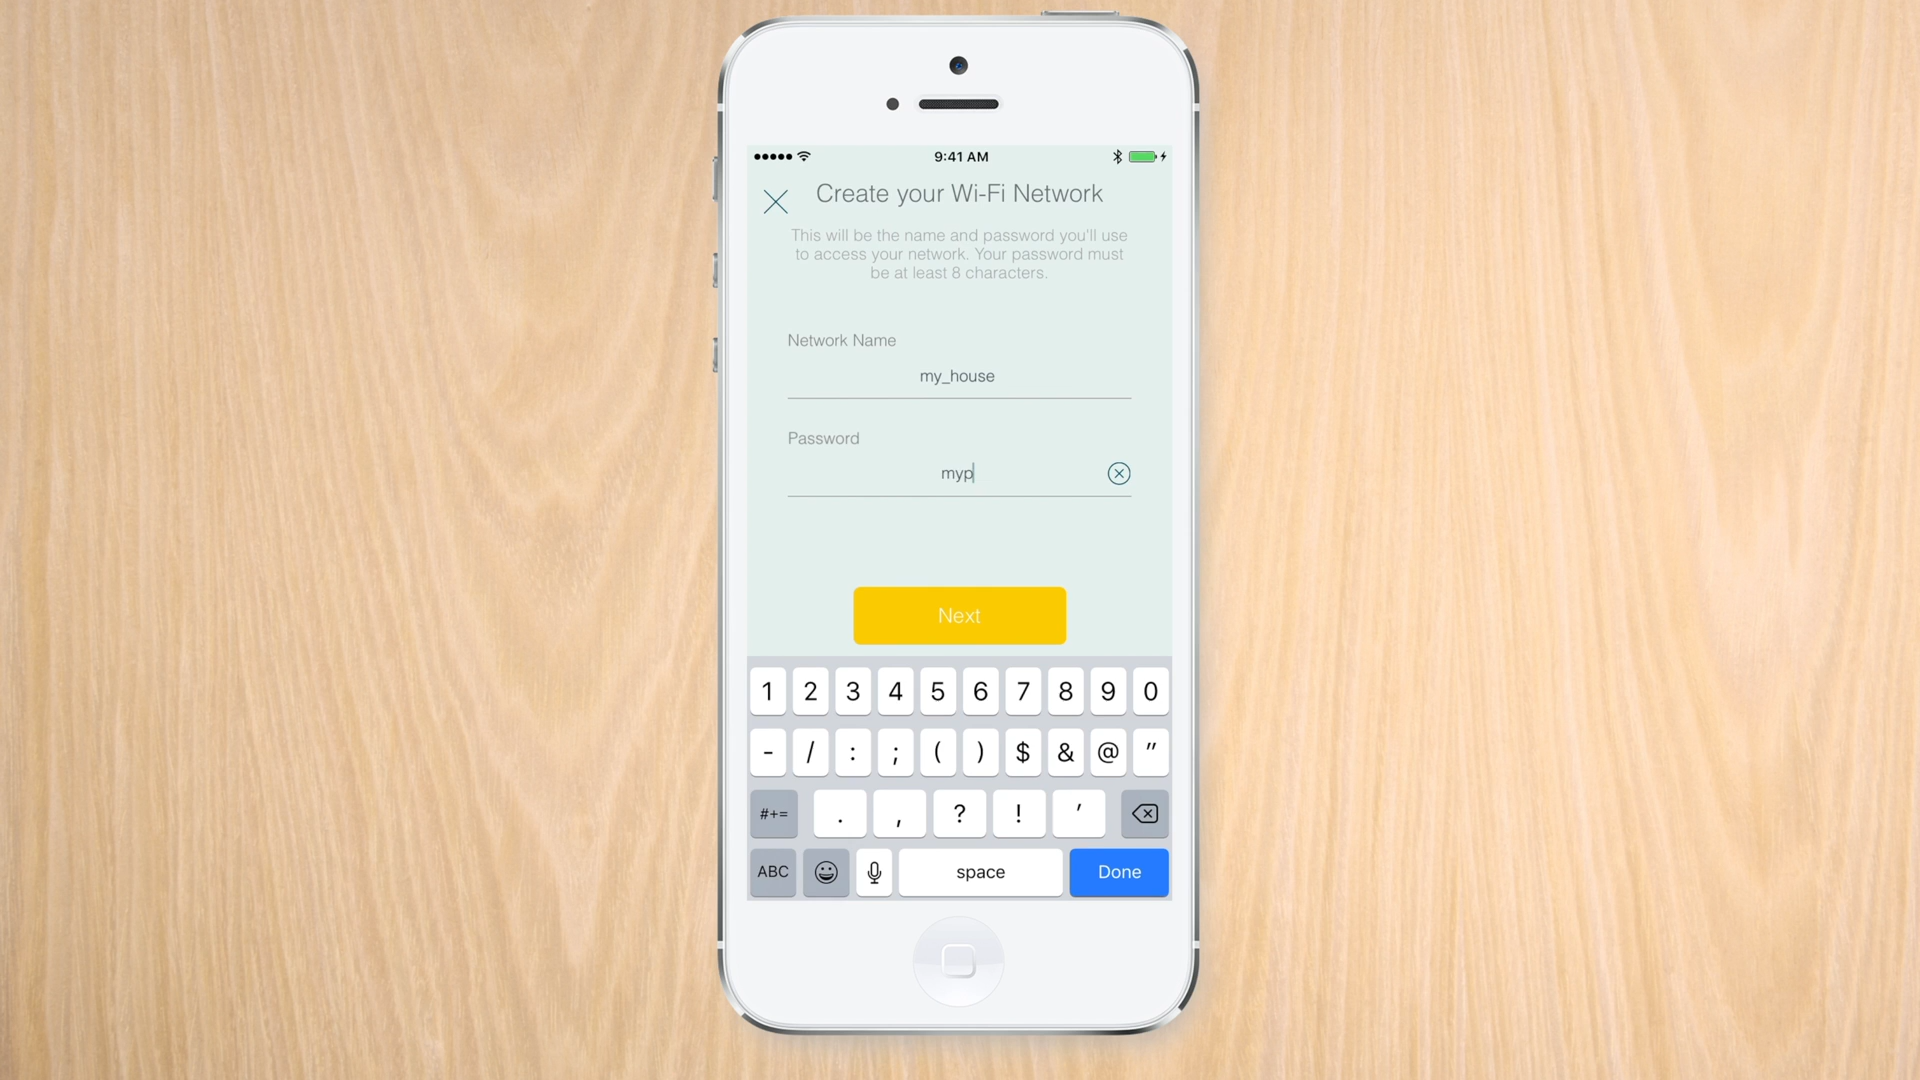 9:41 AM
Create your Wi-Fi Network
This will be the name and password you'll use
to access your network. Your password must
be at least 8 characters.
Network Name
my_house
Password
myp
Next
1 2 3 4 5 6 7 8 9 0
- / : ; ( ) $ & @ "
#+= . , ? ! '
ABC space Done